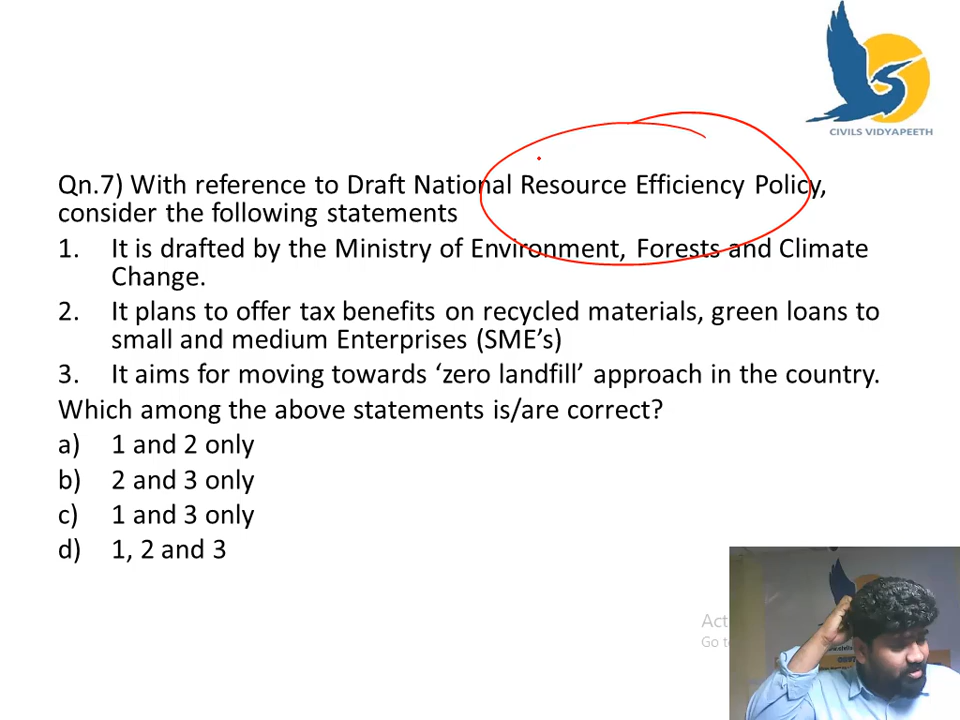 CIVILS VIDYAPEETH
Qn.7) With reference to Draft National Resource Efficiency Policy,
consider the following statements
1. It is drafted by the Ministry of Environment, Forests and Climate
Change.
2. It plans to offer tax benefits on recycled materials, green loans to
small and medium Enterprises (SME’s)
3. It aims for moving towards ‘zero landfill’ approach in the country.
Which among the above statements is/are correct?
a) 1 and 2 only
b) 2 and 3 only
c) 1 and 3 only
d) 1, 2 and 3
Act
Go t